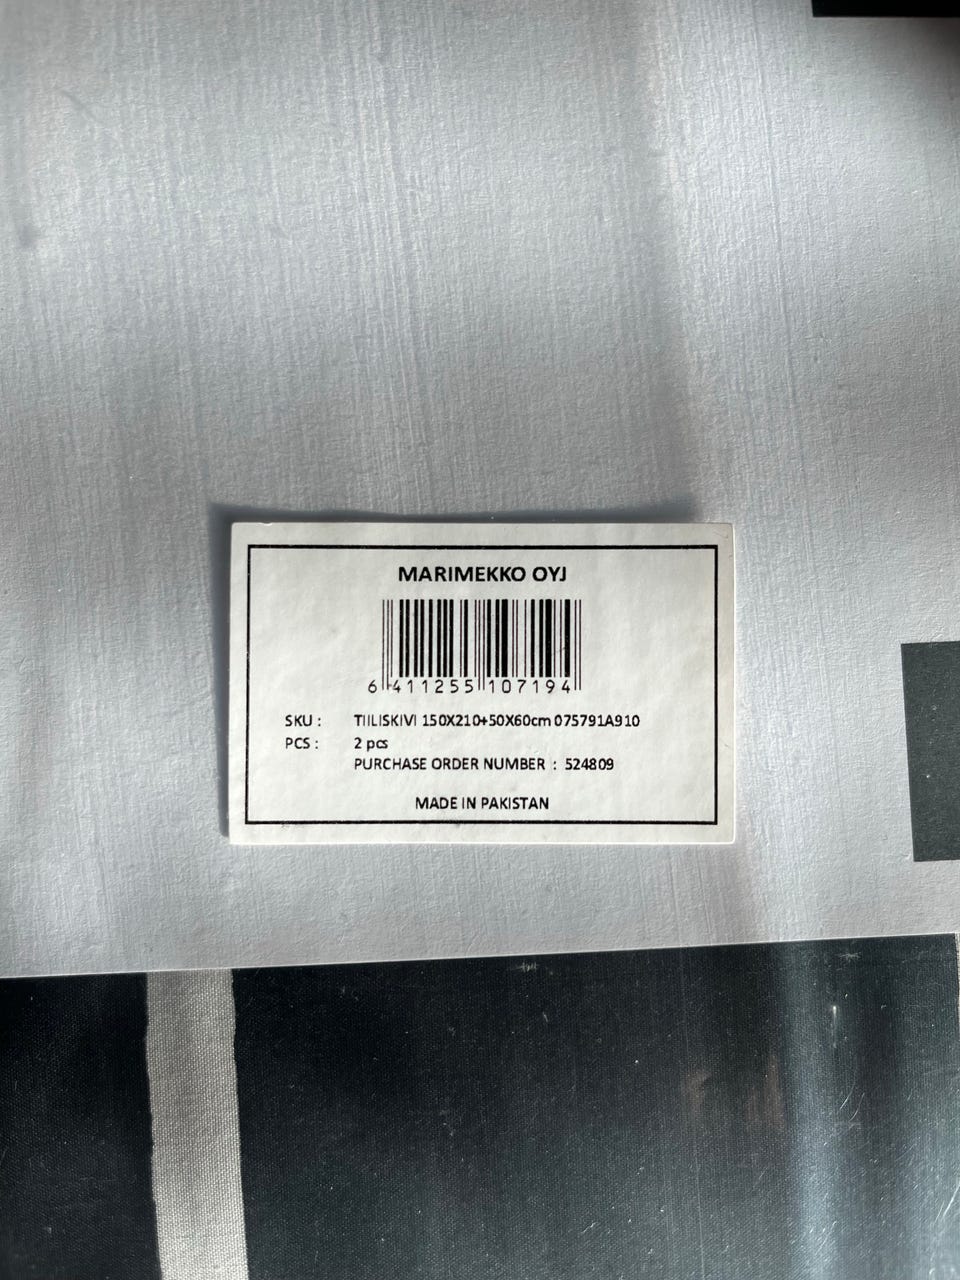 MARIMEKKO OYJ
6 411255 107194
SKU : TIILISKIVI 150X210+50X60cm 075791A910
PCS : 2 pcs
PURCHASE ORDER NUMBER : 524809
MADE IN PAKISTAN